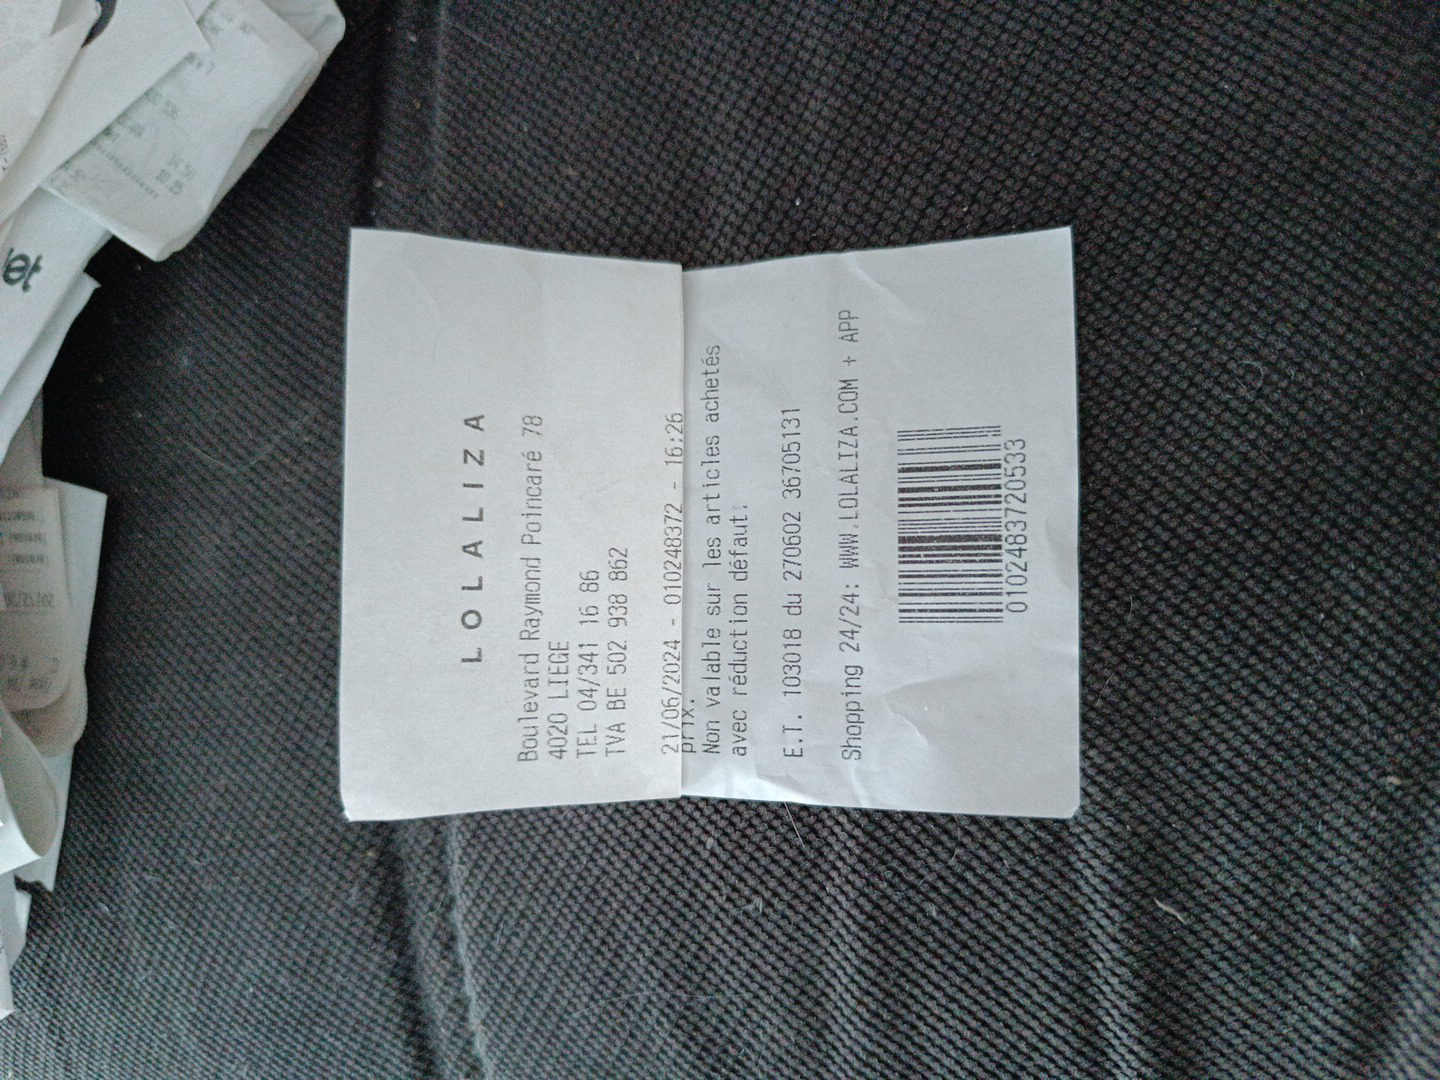 LOLALIZA
Boulevard Raymond Poincaré 78
4020 LIEGE
TEL 04/341 16 86
TVA BE 502 938 862
21/06/2024 - 010248372 - 16:26
prix.
Non valable sur les articles achetés
avec réduction défaut.
E.T. 103018 du 270602 36705131
Shopping 24/24: WWW.LOLALIZA.COM + APP
0102483720533